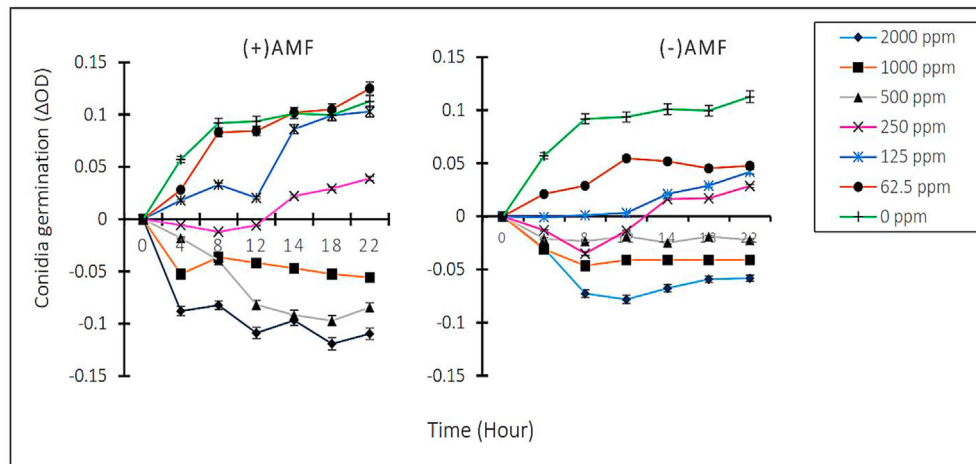 (+)AMF
0.15
0.1
0.05
0
-0.05
-0.1
-0.15
0 4 8 12 14 18 22
Conidia germination (ΔOD)
(-)AMF
0.15
0.1
0.05
0
-0.05
-0.1
-0.15
0 4 8 12 14 18 22
Time (Hour)
2000 ppm
1000 ppm
500 ppm
250 ppm
125 ppm
62.5 ppm
0 ppm